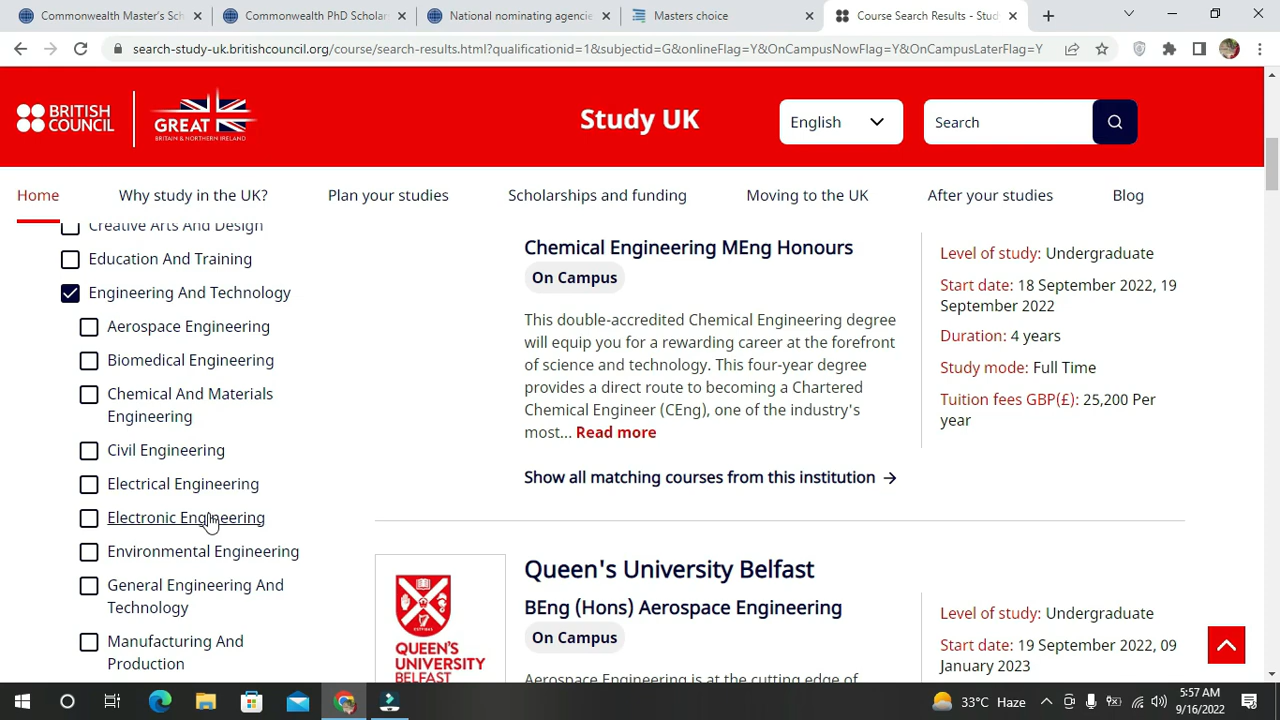 Commonwealth Master's Sch
Commonwealth PhD Scholar
National nominating agencie
Masters choice
Course Search Results - Stud
search-study-uk.britishcouncil.org/course/search-results.html?qualificationid=1&subjectid=G&onlineFlag=Y&OnCampusNowFlag=Y&OnCampusLaterFlag=Y
BRITISH COUNCIL
GREAT
BRITAIN & NORTHERN IRELAND
Study UK
English
Search
Home
Why study in the UK?
Plan your studies
Scholarships and funding
Moving to the UK
After your studies
Blog
Creative Arts And Design
Education And Training
Engineering And Technology
Aerospace Engineering
Biomedical Engineering
Chemical And Materials
Engineering
Civil Engineering
Electrical Engineering
Electronic Engineering
Environmental Engineering
General Engineering And
Technology
Manufacturing And
Production
Chemical Engineering MEng Honours
On Campus
This double-accredited Chemical Engineering degree
will equip you for a rewarding career at the forefront
of science and technology. This four-year degree
provides a direct route to becoming a Chartered
Chemical Engineer (CEng), one of the industry's
most... Read more
Show all matching courses from this institution
Level of study: Undergraduate
Start date: 18 September 2022, 19
September 2022
Duration: 4 years
Study mode: Full Time
Tuition fees GBP(£): 25,200 Per
year
QUEEN'S
UNIVERSITY
BELFAST
Queen's University Belfast
BEng (Hons) Aerospace Engineering
On Campus
Aerospace Engineering is at the cutting edge of
Level of study: Undergraduate
Start date: 19 September 2022, 09
January 2023
33°C Haze
5:57 AM
9/16/2022